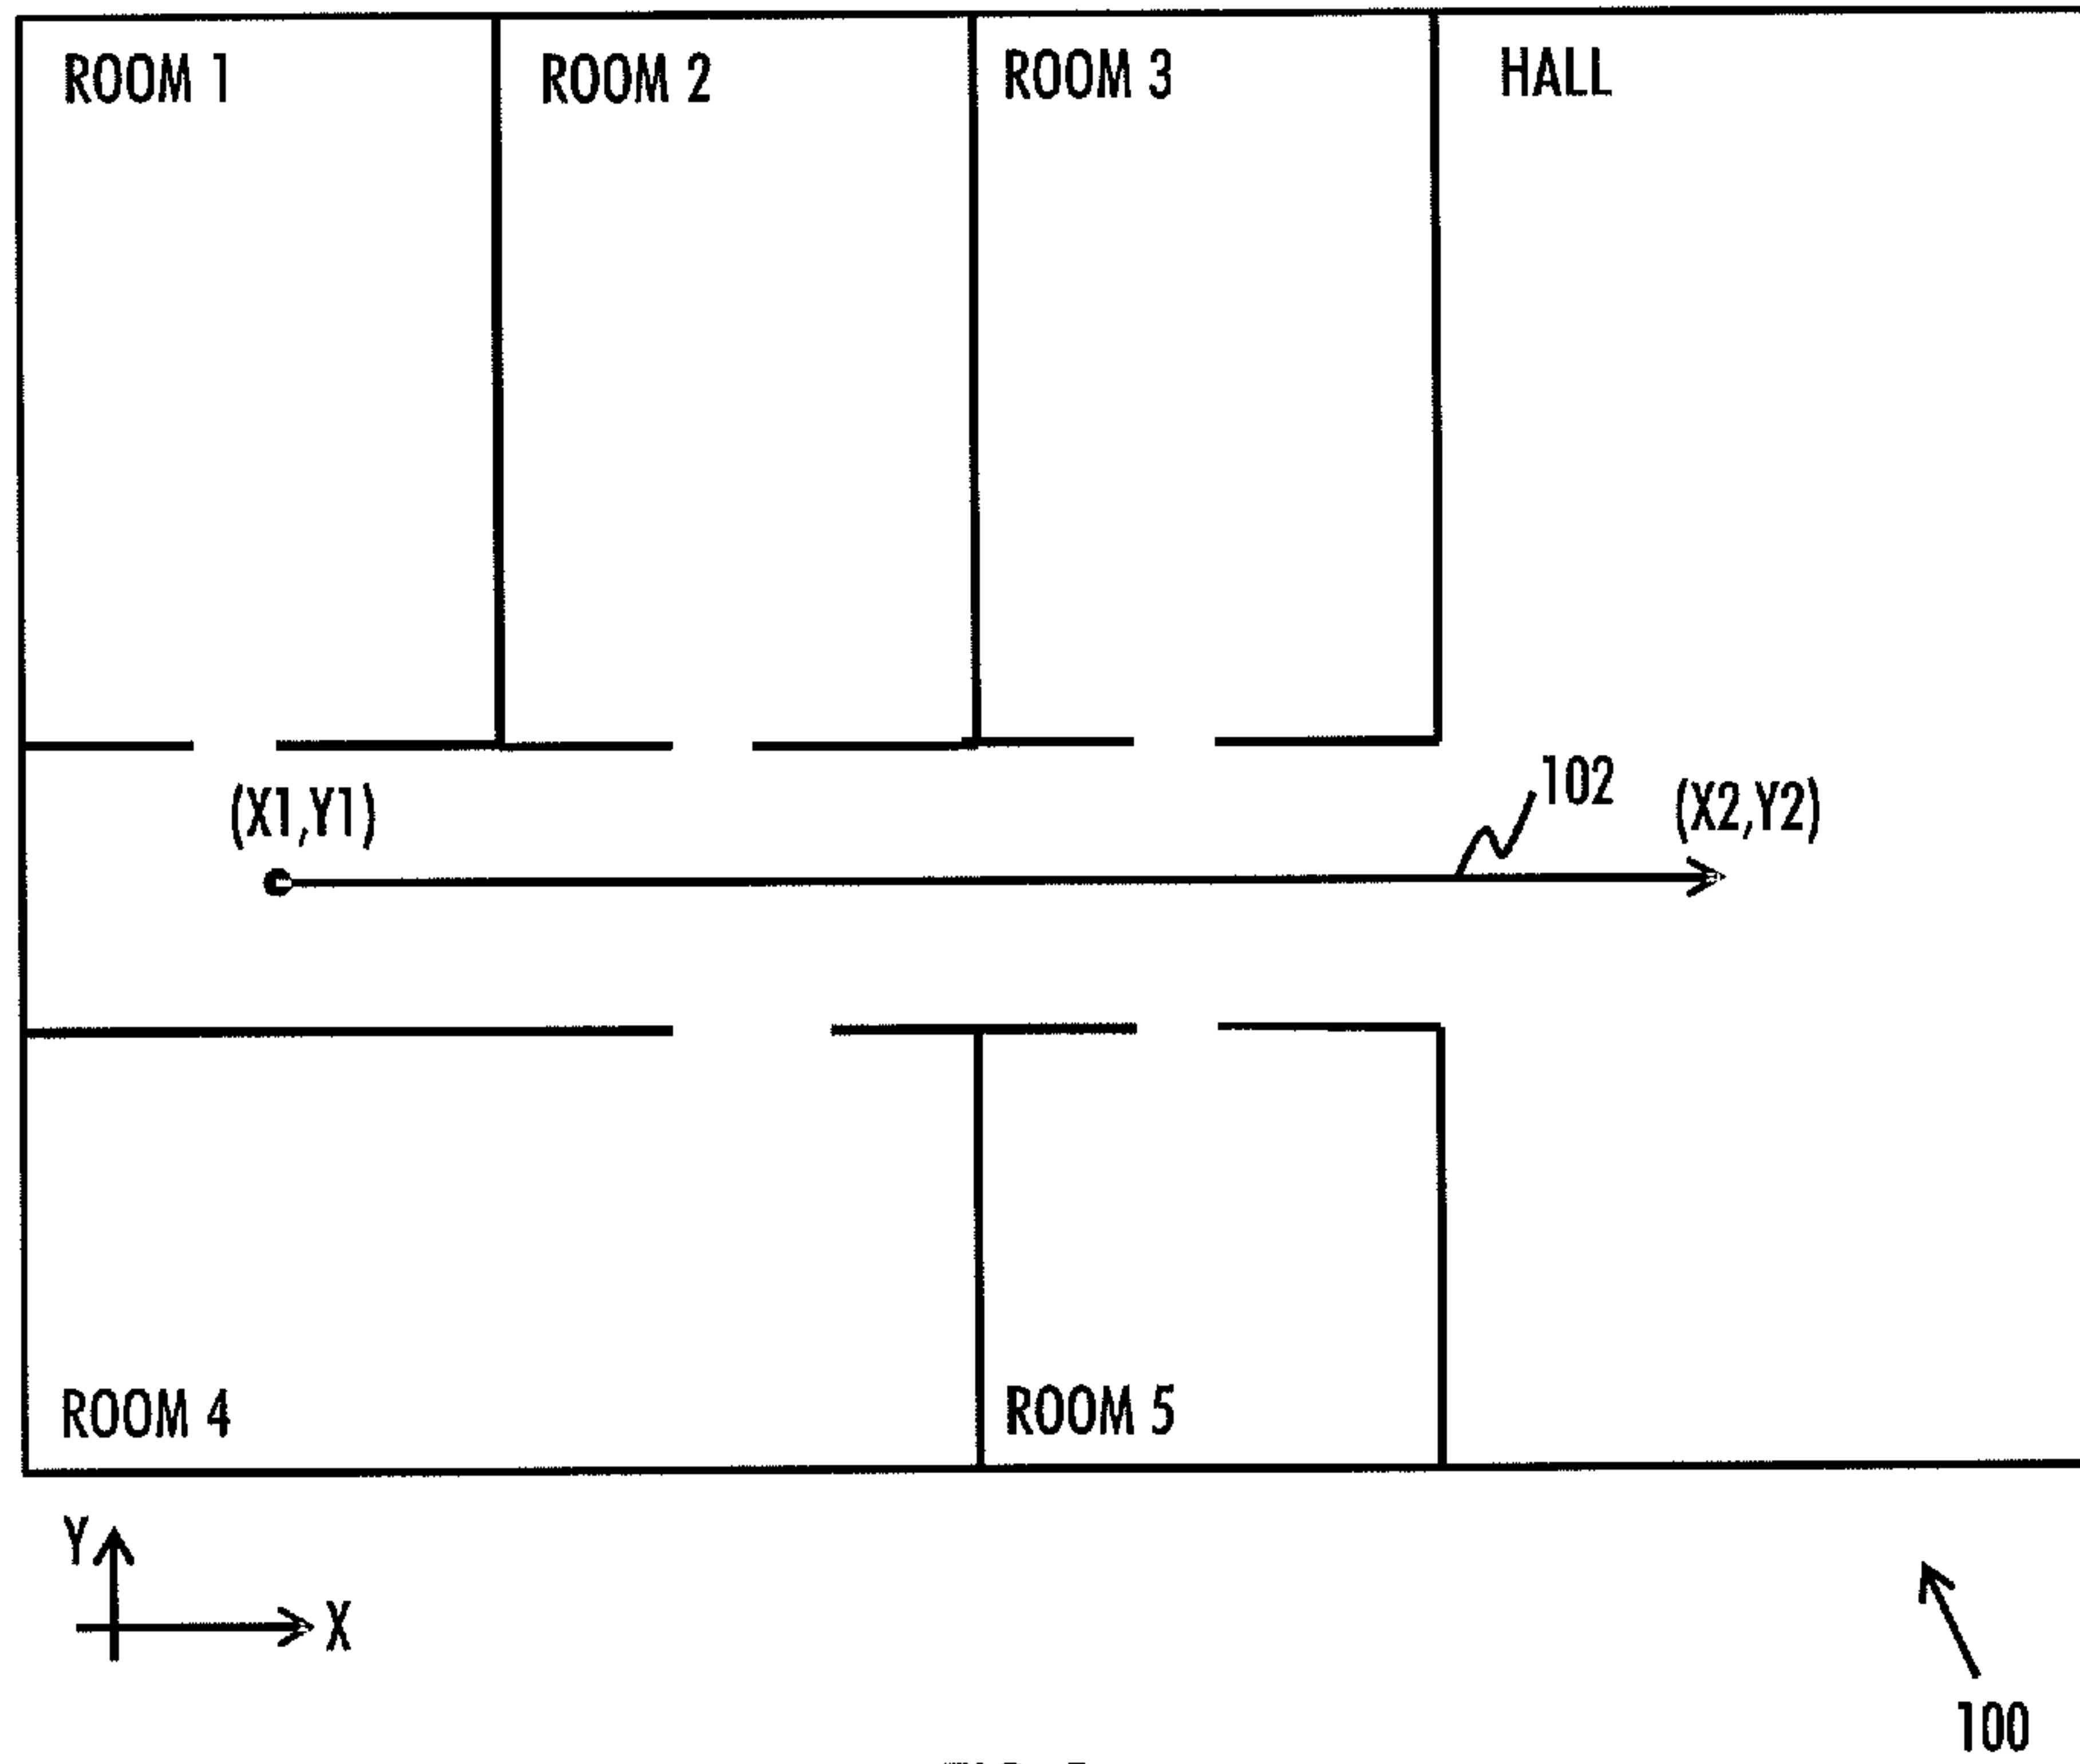 ROOM 1
ROOM 2
ROOM 3
HALL
(X1,Y1)
102
(X2,Y2)
ROOM 4
ROOM 5
Y
X
100